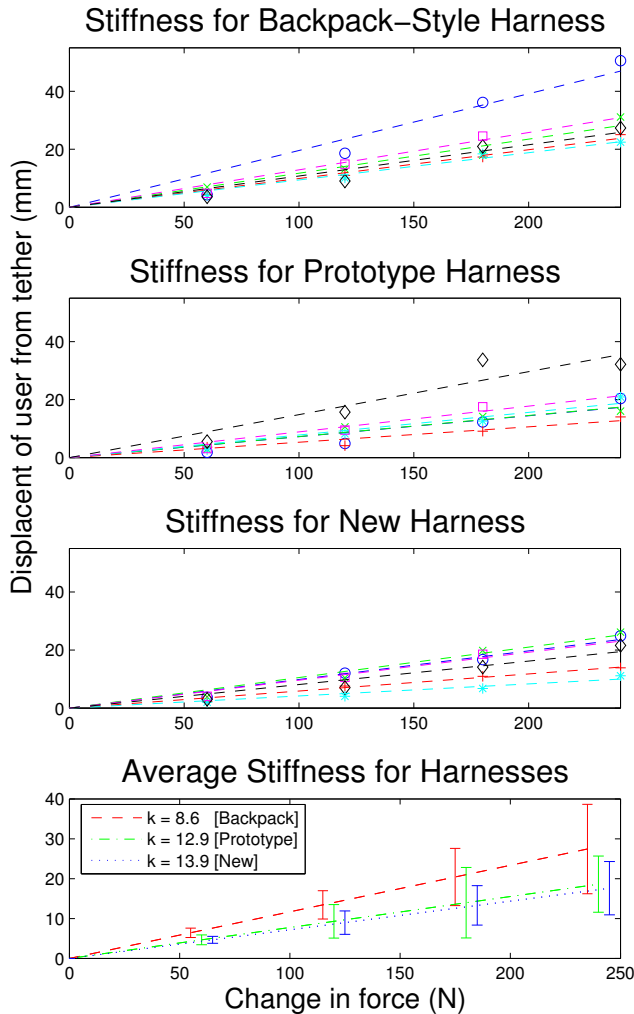 Stiffness for Backpack−Style Harness
40
20
0
0 50 100 150 200
Stiffness for Prototype Harness
40
20
0
0 50 100 150 200
Stiffness for New Harness
40
20
0
0 50 100 150 200
Displacent of user from tether (mm)
Average Stiffness for Harnesses
40
30
20
10
0
k = 8.6 [Backpack]
k = 12.9 [Prototype]
k = 13.9 [New]
0 50 100 150 200 250
Change in force (N)